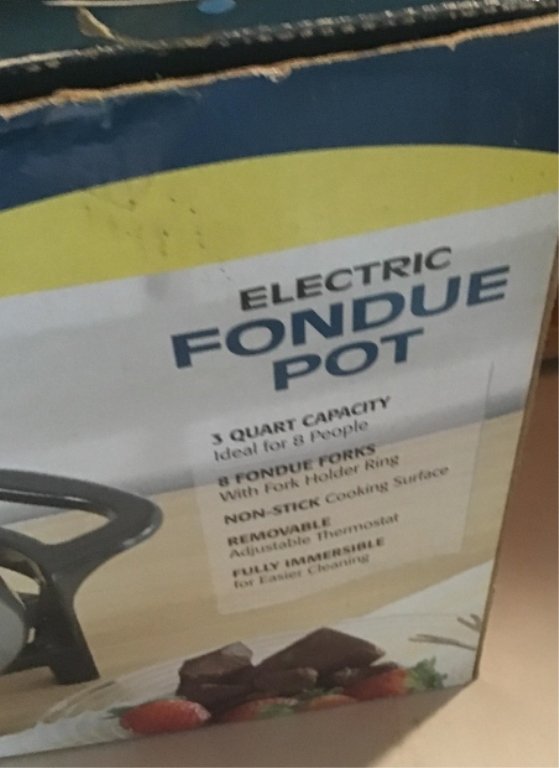 ELECTRIC
FONDUE
POT
3 QUART CAPACITY
Ideal for 8 People
8 FONDUE FORKS
With Fork Holder Ring
NON-STICK Cooking Surface
REMOVABLE
Adjustable Thermostat
FULLY IMMERSIBLE
for Easier Cleaning